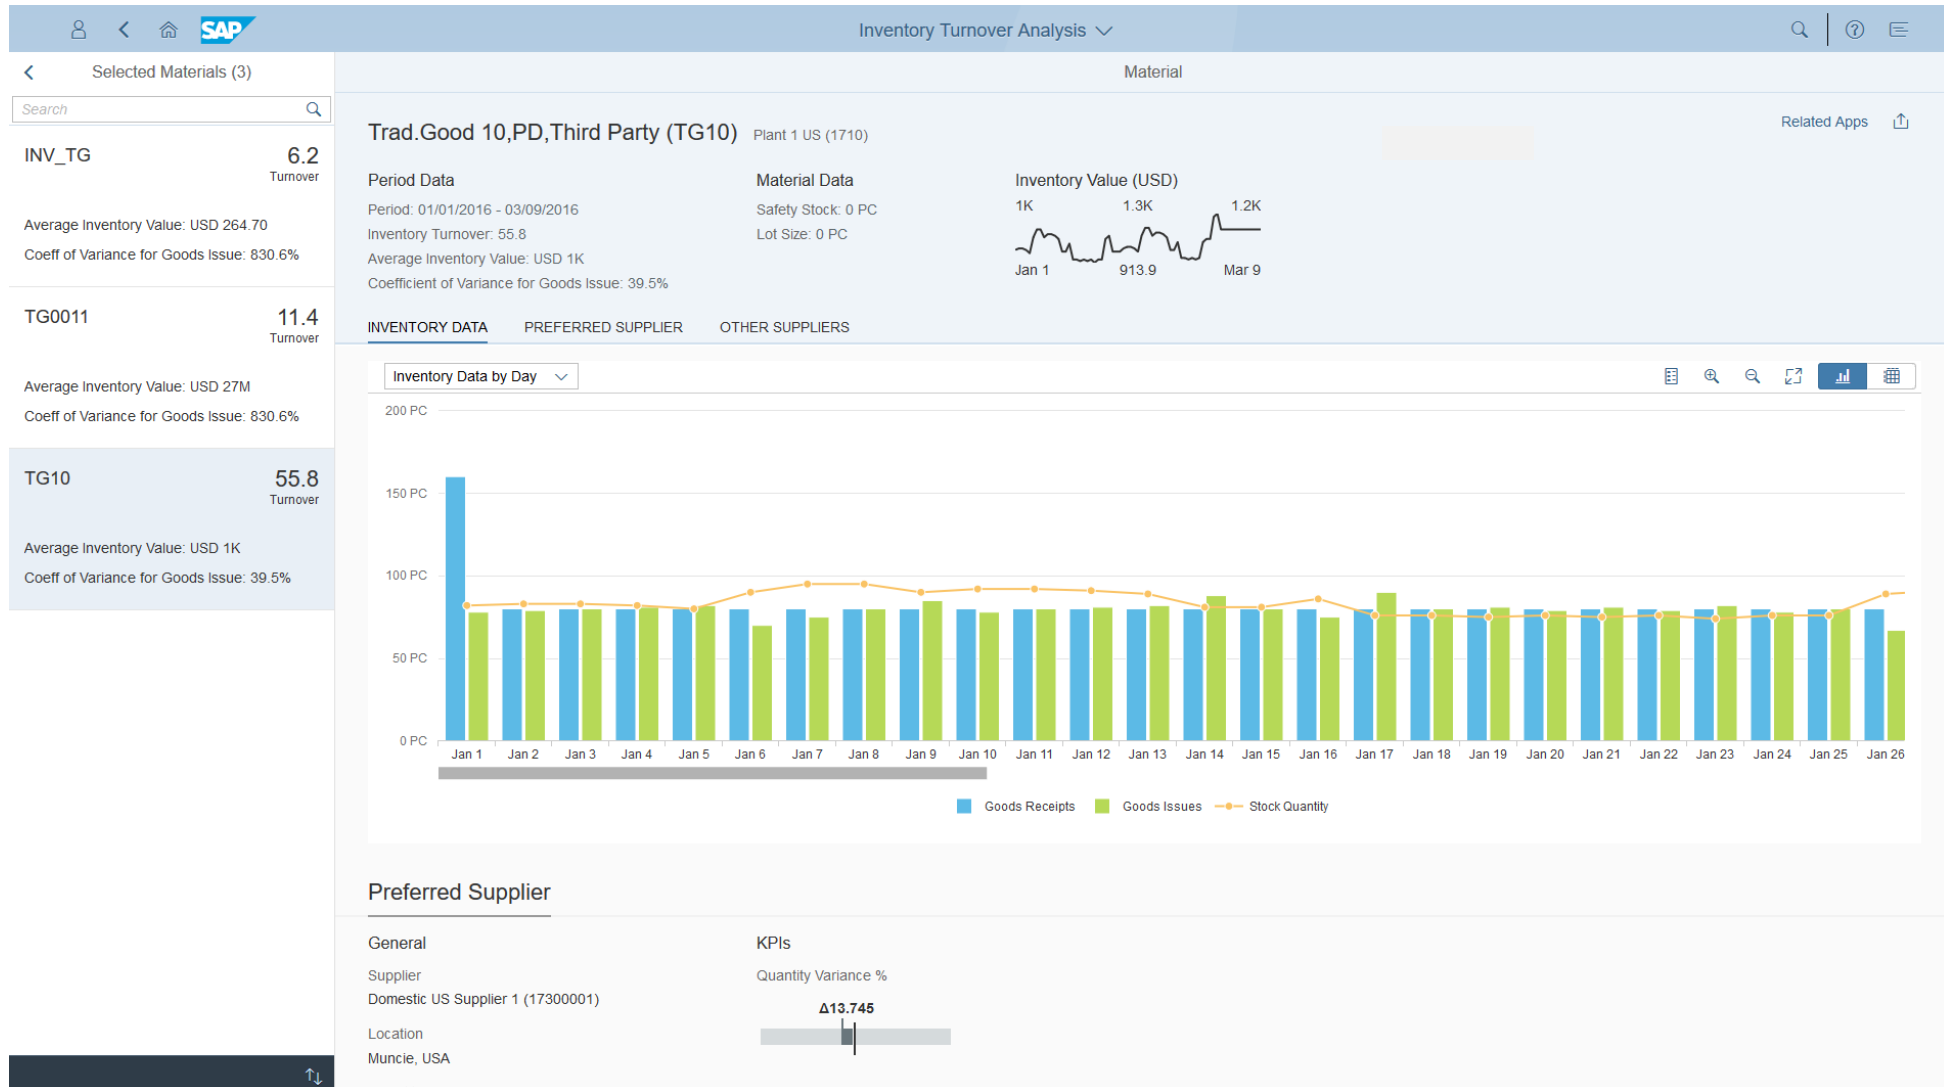 SAP
Inventory Turnover Analysis
Selected Materials (3)
Search
INV_TG
6.2
Turnover
Average Inventory Value: USD 264.70
Coeff of Variance for Goods Issue: 830.6%
TG0011
11.4
Turnover
Average Inventory Value: USD 27M
Coeff of Variance for Goods Issue: 830.6%
TG10
55.8
Turnover
Average Inventory Value: USD 1K
Coeff of Variance for Goods Issue: 39.5%
Material
Trad.Good 10,PD,Third Party (TG10) Plant 1 US (1710)
Related Apps
Period Data
Period: 01/01/2016 - 03/09/2016
Inventory Turnover: 55.8
Average Inventory Value: USD 1K
Coefficient of Variance for Goods Issue: 39.5%
Material Data
Safety Stock: 0 PC
Lot Size: 0 PC
Inventory Value (USD)
1K 1.3K 1.2K
Jan 1 913.9 Mar 9
INVENTORY DATA PREFERRED SUPPLIER OTHER SUPPLIERS
Inventory Data by Day
200 PC
150 PC
100 PC
50 PC
0 PC
Jan 1 Jan 2 Jan 3 Jan 4 Jan 5 Jan 6 Jan 7 Jan 8 Jan 9 Jan 10 Jan 11 Jan 12 Jan 13 Jan 14 Jan 15 Jan 16 Jan 17 Jan 18 Jan 19 Jan 20 Jan 21 Jan 22 Jan 23 Jan 24 Jan 25 Jan 26
Goods Receipts Goods Issues Stock Quantity
Preferred Supplier
General
Supplier
Domestic US Supplier 1 (17300001)
Location
Muncie, USA
KPIs
Quantity Variance %
Δ13.745